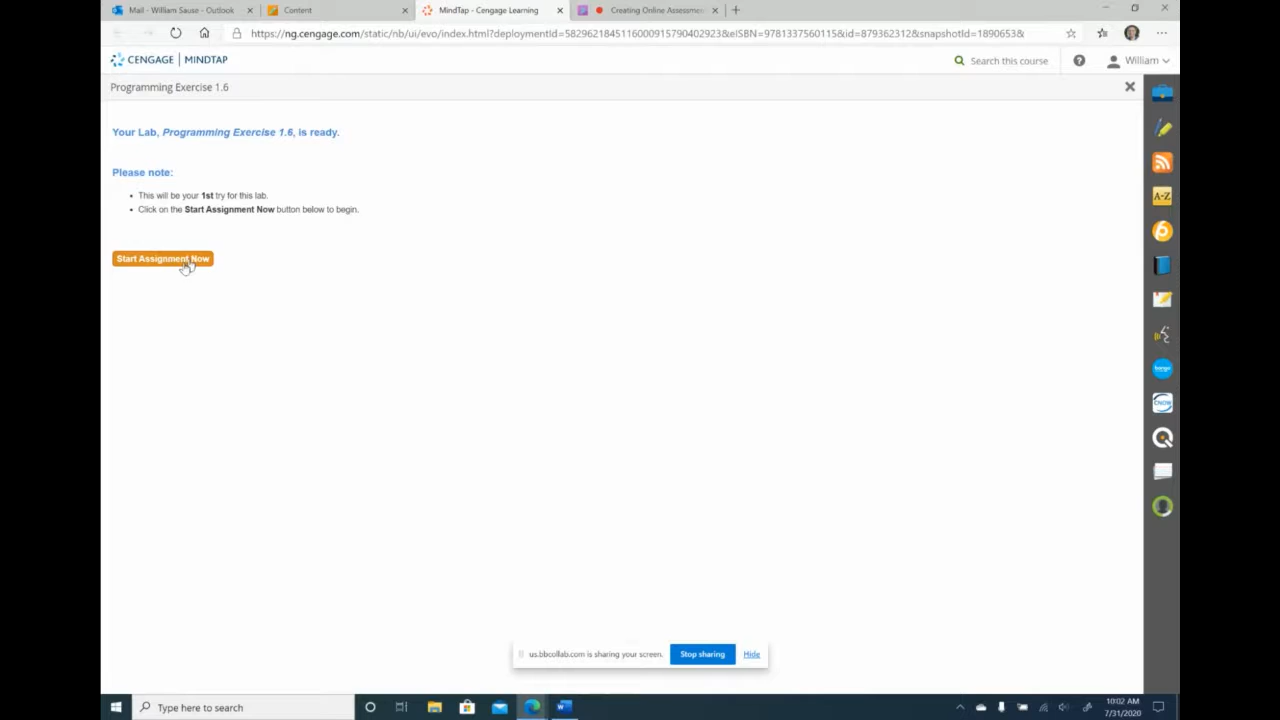 Mail - William Sause - Outlook
Content
MindTap - Cengage Learning
Creating Online Assessmen
https://ng.cengage.com/static/nb/ui/evo/index.html?deploymentId=5829621845116000915790402923&eISBN=9781337560115&id=879362312&snapshotId=1890653&
CENGAGE | MINDTAP
Search this course
William
Programming Exercise 1.6
Your Lab, Programming Exercise 1.6, is ready.
Please note:
This will be your 1st try for this lab.
Click on the Start Assignment Now button below to begin.
Start Assignment Now
A-Z
bongo
CNOW
us.bbcollab.com is sharing your screen.
Stop sharing
Hide
Type here to search
10:02 AM
7/31/2020